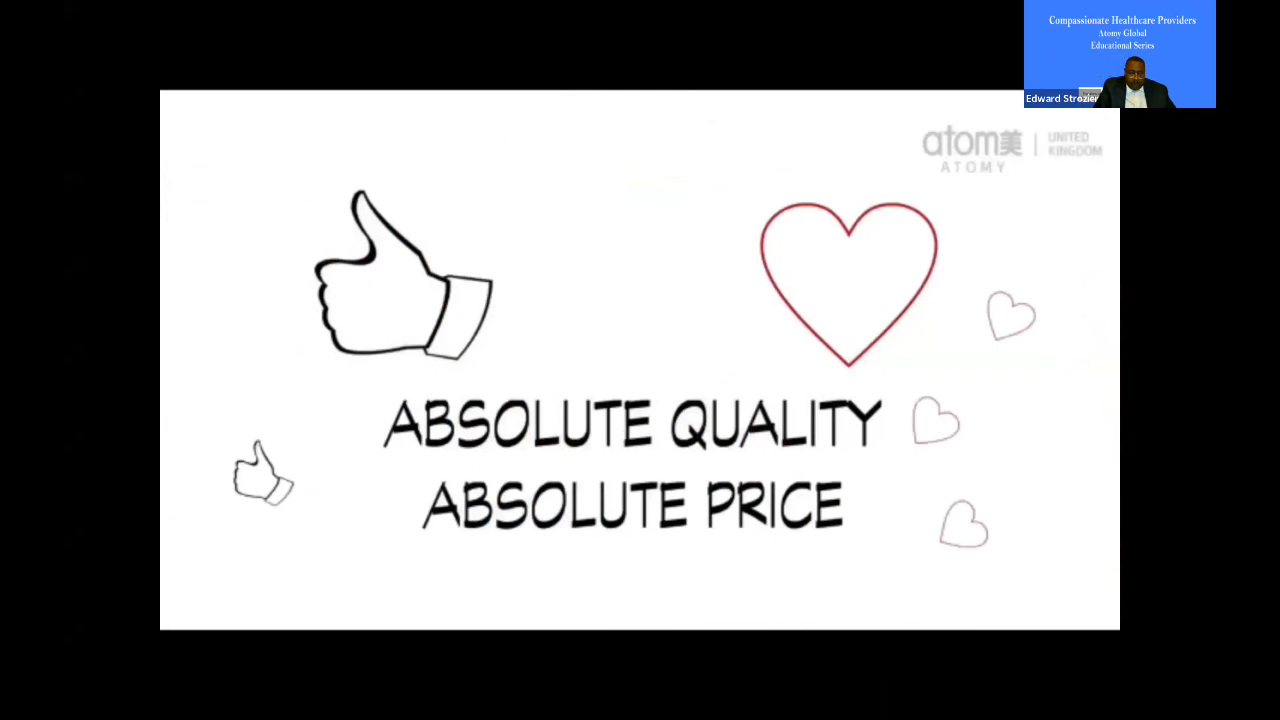 Compassionate Healthcare Providers
Atomy Global
Educational Series
Edward Strozier
atom美 | UNITED KINGDOM
ATOMY
ABSOLUTE QUALITY
ABSOLUTE PRICE